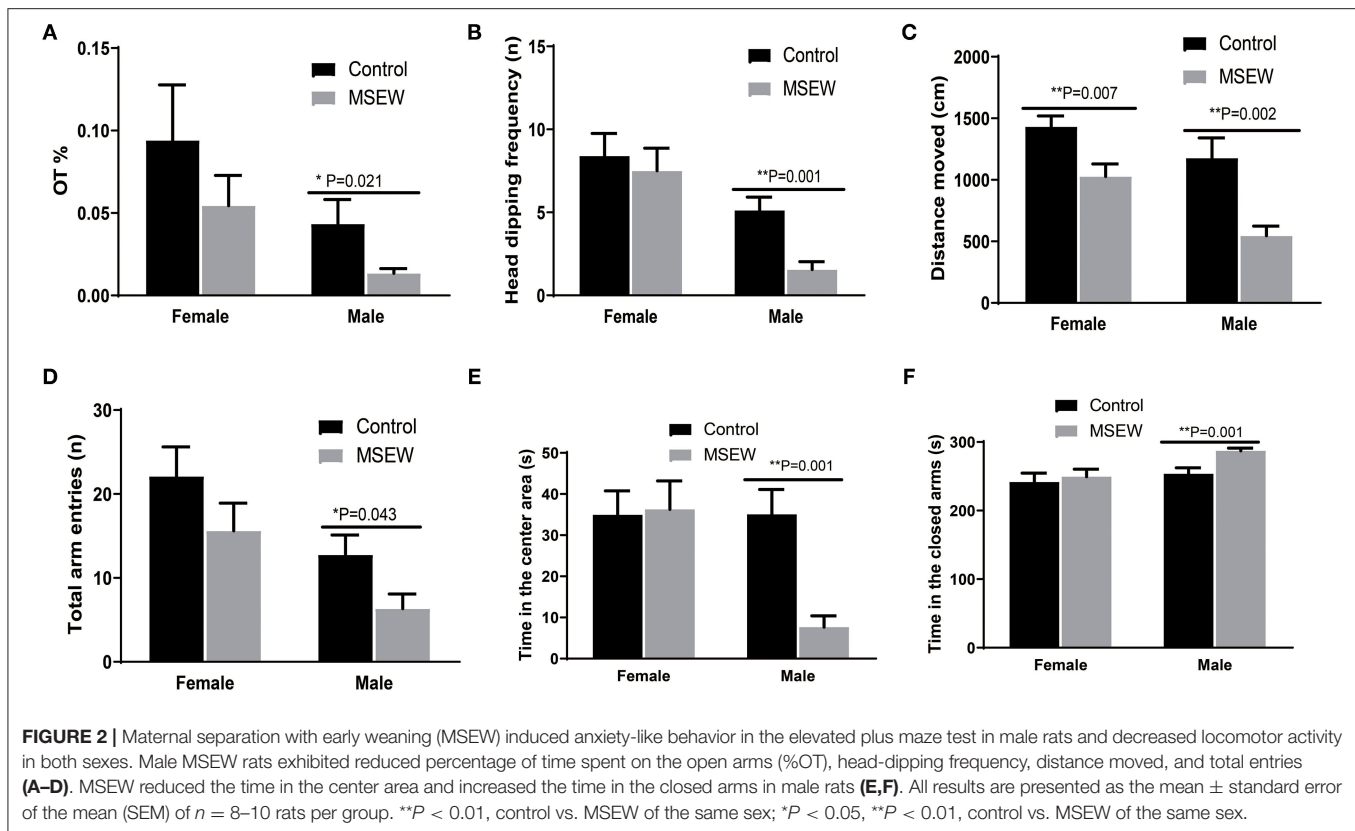 A
OT %
0.15
0.10
0.05
0.00
Control
MSEW
* P=0.021
Female Male
B
Head dipping frequency (n)
15
10
5
0
Control
MSEW
**P=0.001
Female Male
C
Distance moved (cm)
2000
1500
1000
500
0
Control
MSEW
**P=0.007
**P=0.002
Female Male
D
Total arm entries (n)
30
20
10
0
Control
MSEW
*P=0.043
Female Male
E
Time in the center area (s)
50
40
30
20
10
0
Control
MSEW
**P=0.001
Female Male
F
Time in the closed arms (s)
300
200
100
0
Control
MSEW
**P=0.001
Female Male
FIGURE 2 | Maternal separation with early weaning (MSEW) induced anxiety-like behavior in the elevated plus maze test in male rats and decreased locomotor activity
in both sexes. Male MSEW rats exhibited reduced percentage of time spent on the open arms (%OT), head-dipping frequency, distance moved, and total entries
(A–D). MSEW reduced the time in the center area and increased the time in the closed arms in male rats (E,F). All results are presented as the mean ± standard error
of the mean (SEM) of n = 8–10 rats per group. **P < 0.01, control vs. MSEW of the same sex; *P < 0.05, **P < 0.01, control vs. MSEW of the same sex.